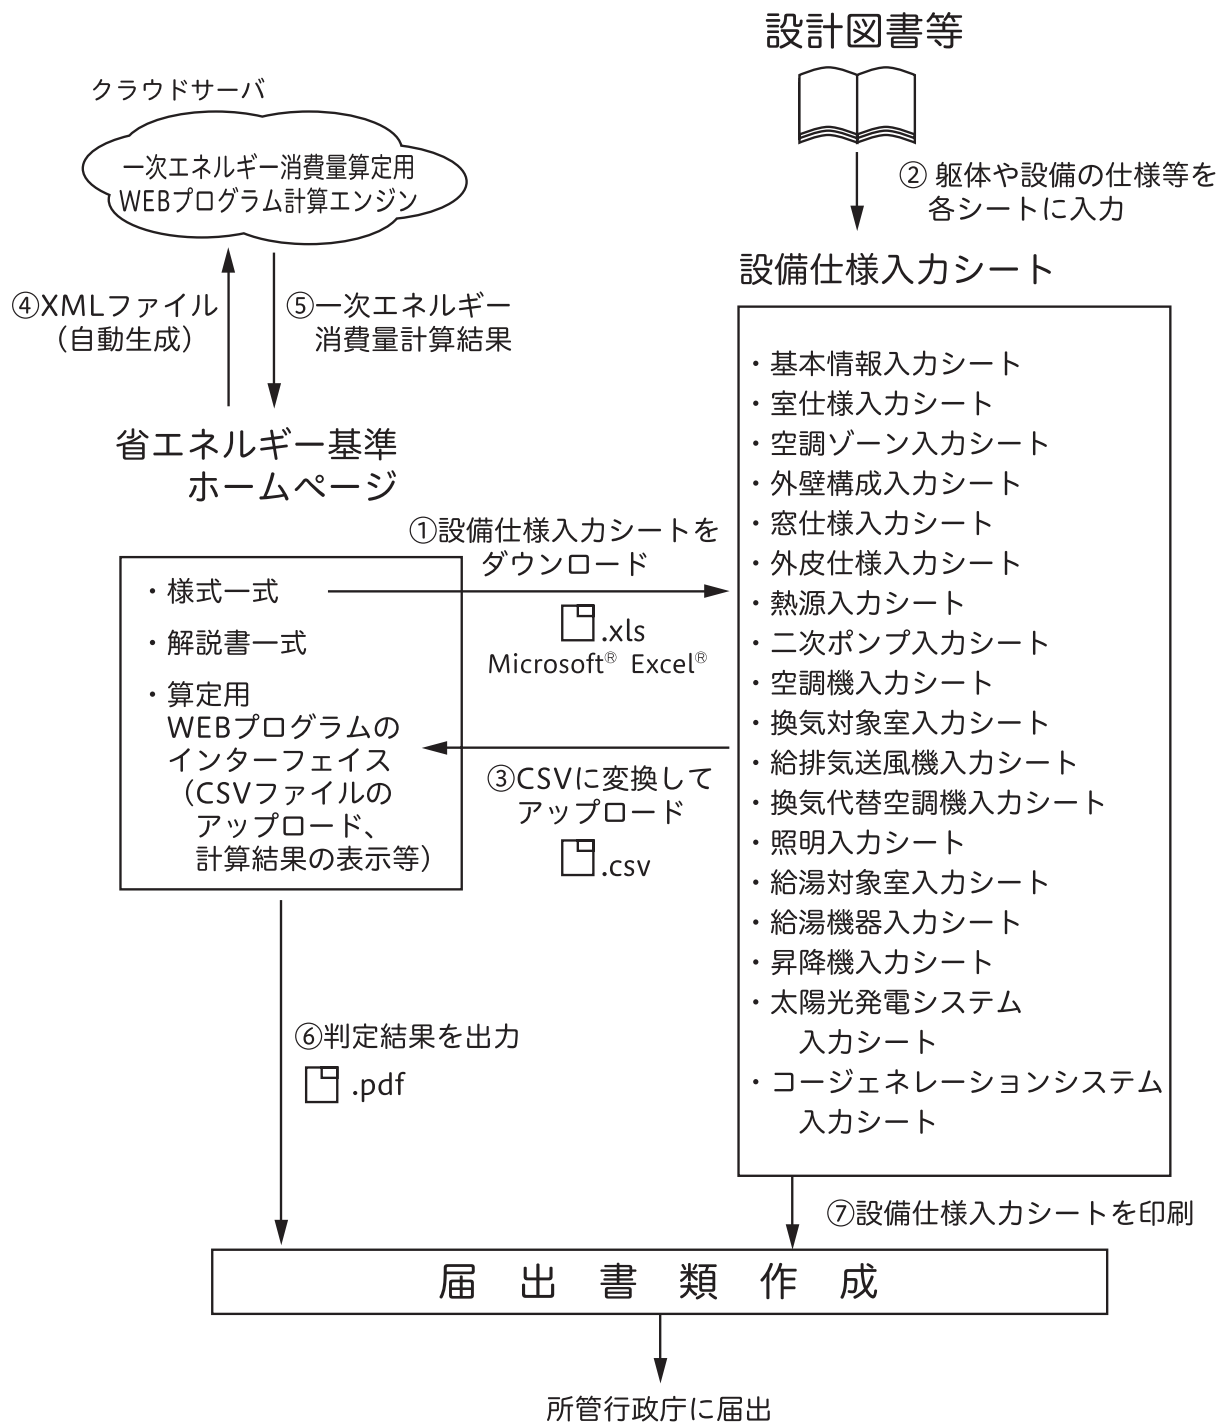 設計図書等
クラウドサーバ
一次エネルギー消費量算定用
WEBプログラム計算エンジン
② 躯体や設備の仕様等を
各シートに入力
設備仕様入力シート
④XMLファイル
（自動生成）
⑤一次エネルギー
消費量計算結果
省エネルギー基準
ホームページ
①設備仕様入力シートを
ダウンロード
.xls
Microsoft® Excel®
・様式一式
・解説書一式
・算定用
WEBプログラムの
インターフェイス
（CSVファイルの
アップロード、
計算結果の表示等）
③CSVに変換して
アップロード
.csv
・基本情報入力シート
・室仕様入力シート
・空調ゾーン入力シート
・外壁構成入力シート
・窓仕様入力シート
・外皮仕様入力シート
・熱源入力シート
・二次ポンプ入力シート
・空調機入力シート
・換気対象室入力シート
・給排気送風機入力シート
・換気代替空調機入力シート
・照明入力シート
・給湯対象室入力シート
・給湯機器入力シート
・昇降機入力シート
・太陽光発電システム
入力シート
・コージェネレーションシステム
入力シート
⑥判定結果を出力
.pdf
⑦設備仕様入力シートを印刷
届出書類作成
所管行政庁に届出